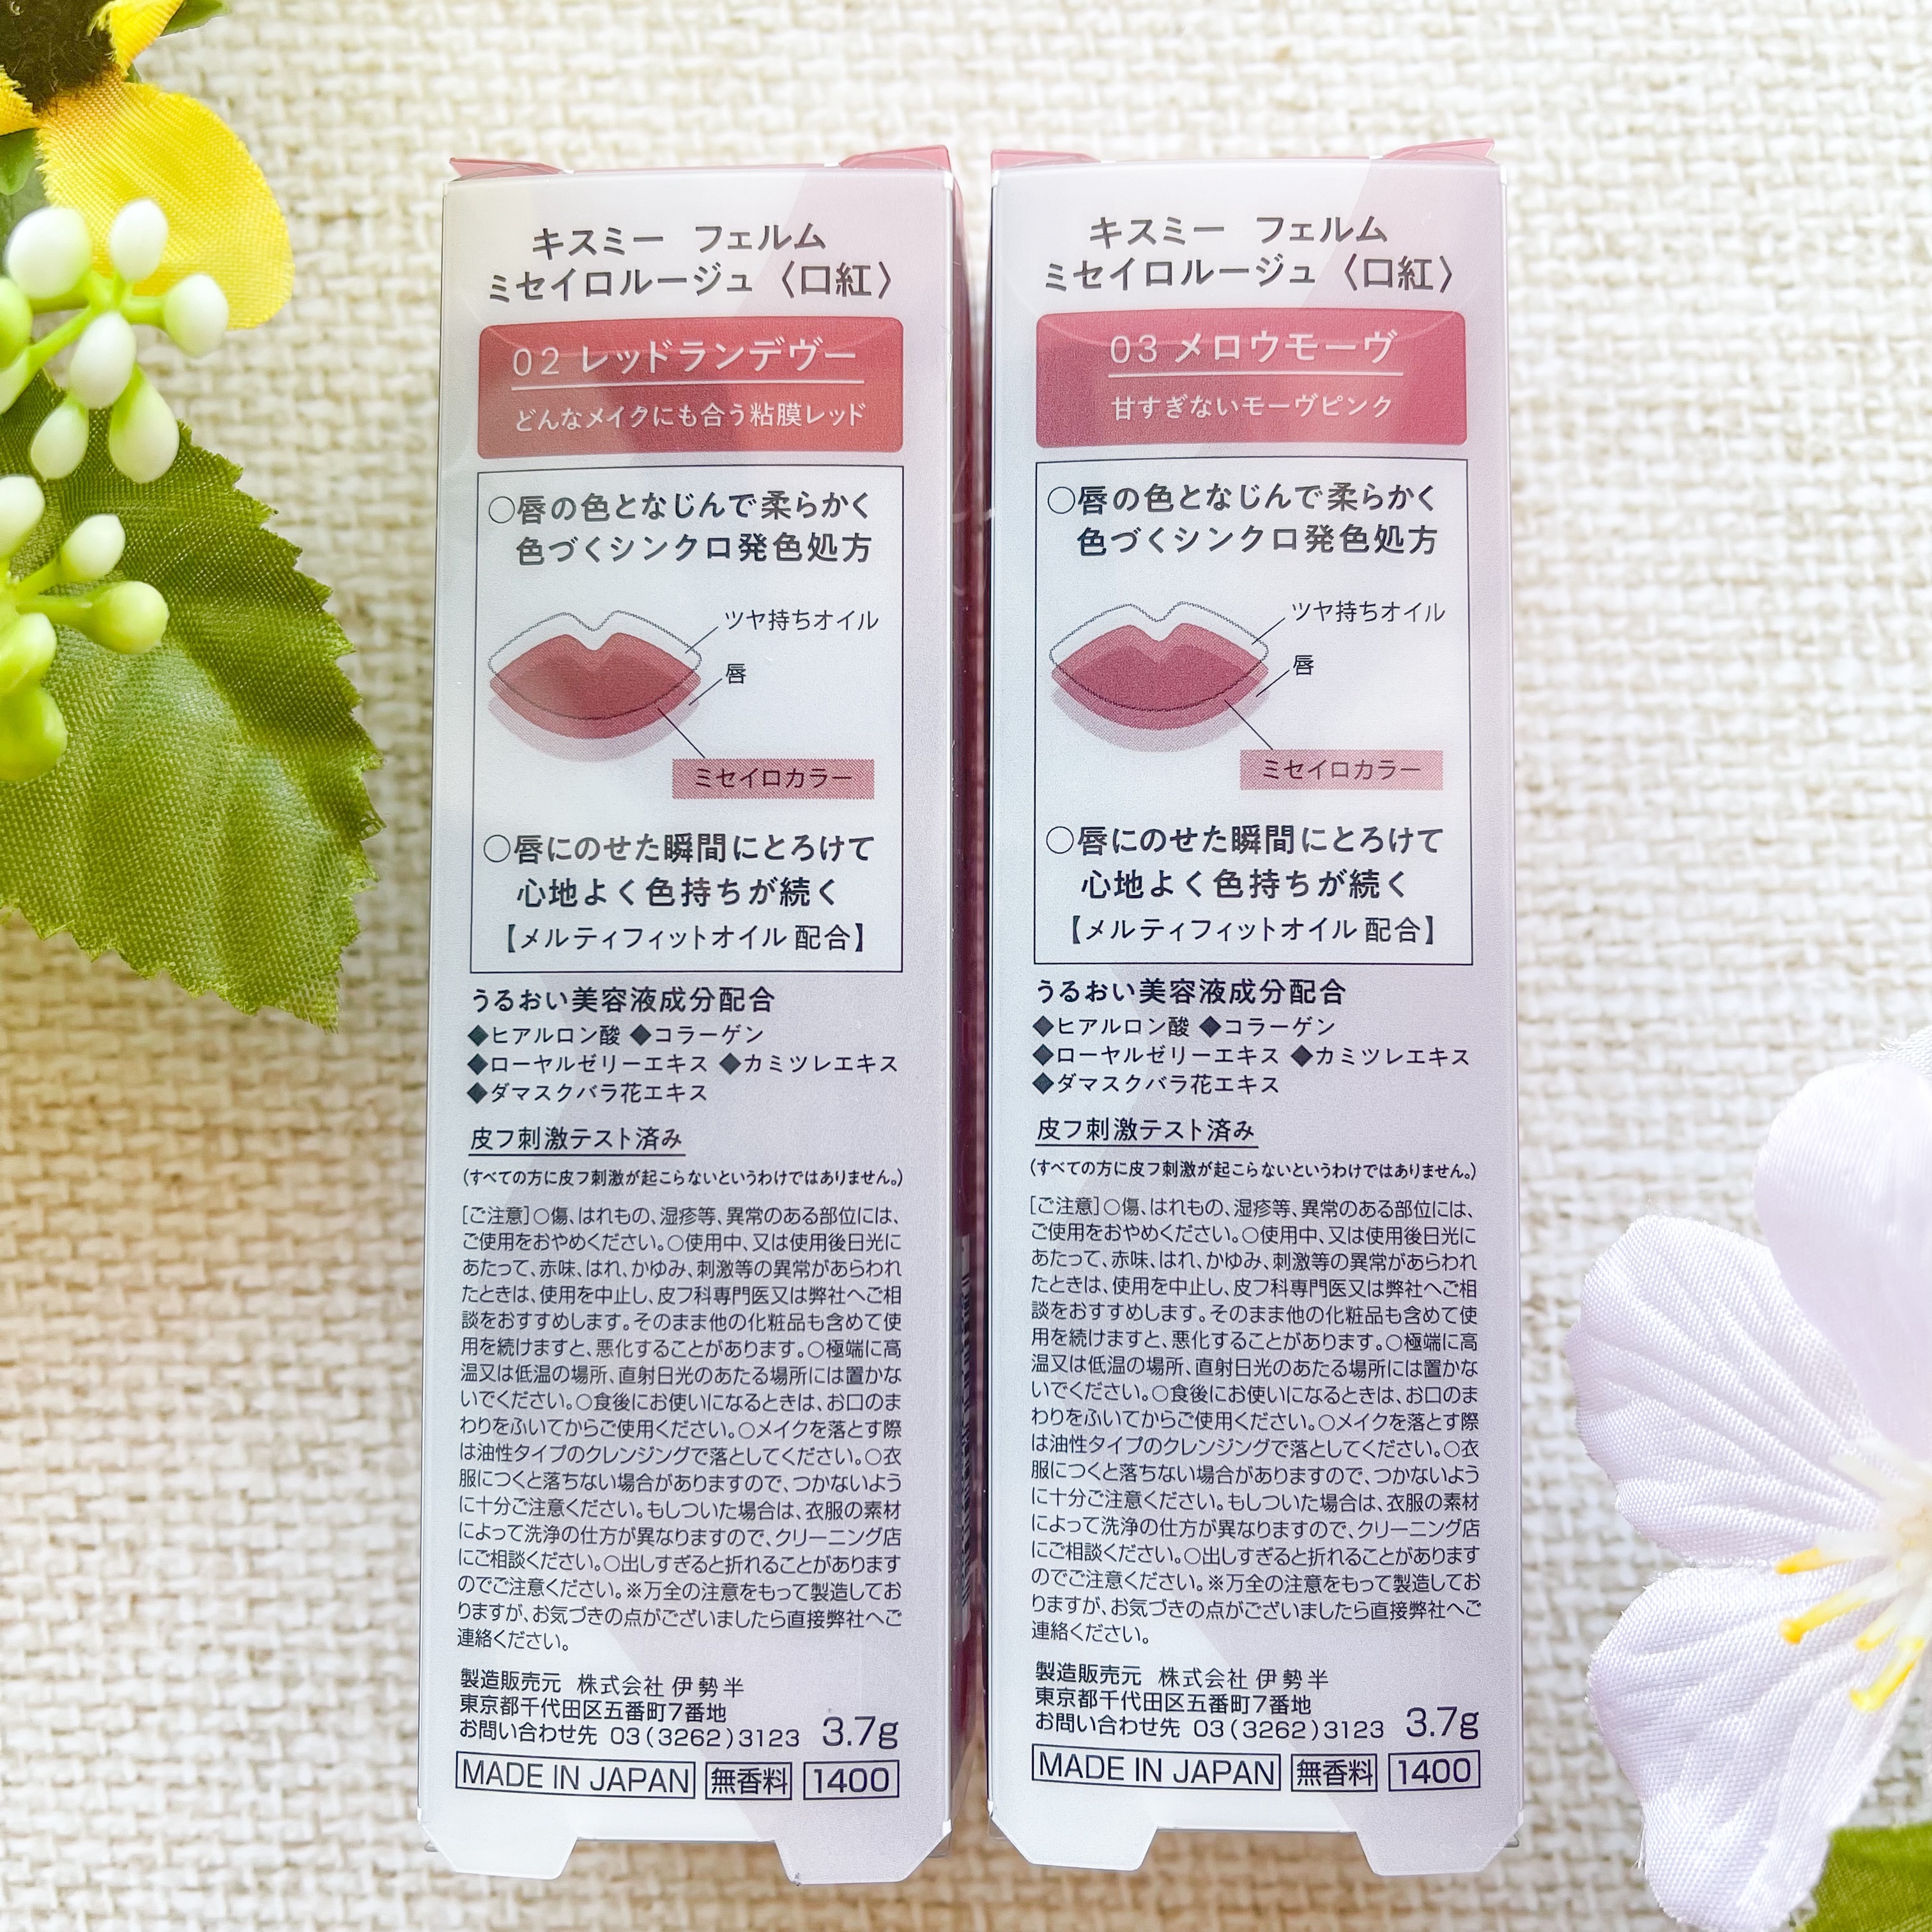 キスミー フェルム
ミセイロルージュ〈口紅〉
02 レッドランデヴー
どんなメイクにも合う粘膜レッド
○唇の色となじんで柔らかく
色づくシンクロ発色処方
ツヤ持ちオイル
唇
ミセイロカラー
○唇にのせた瞬間にとろけて
心地よく色持ちが続く
【メルティフィットオイル配合】
うるおい美容液成分配合
◆ヒアルロン酸 ◆コラーゲン
◆ローヤルゼリーエキス ◆カミツレエキス
◆ダマスクバラ花エキス
皮フ刺激テスト済み
(すべての方に皮フ刺激が起こらないというわけではありません。)
[ご注意]○傷、はれもの、湿疹等、異常のある部位には、
ご使用をおやめください。○使用中、又は使用後日光に
あたって、赤味、はれ、かゆみ、刺激等の異常があらわれ
たときは、使用を中止し、皮フ科専門医又は弊社へご相
談をおすすめします。そのまま他の化粧品も含めて使
用を続けますと、悪化することがあります。○極端に高
温又は低温の場所、直射日光のあたる場所には置かな
いでください。○食後にお使いになるときは、お口のま
わりをふいてからご使用ください。○メイクを落とす際
は油性タイプのクレンジングで落としてください。○衣
服につくと落ちない場合がありますので、つかないよう
に十分ご注意ください。もしついた場合は、衣服の素材
によって洗浄の仕方が異なりますので、クリーニング店
にご相談ください。○出しすぎると折れることがあります
のでご注意ください。※万全の注意をもって製造してお
りますが、お気づきの点がございましたら直接弊社へご
連絡ください。
製造販売元 株式会社 伊勢半
東京都千代田区五番町7番地
お問い合わせ先 03(3262)3123 3.7g
MADE IN JAPAN 無香料 1400
キスミー フェルム
ミセイロルージュ〈口紅〉
03 メロウモーヴ
甘すぎないモーヴピンク
○唇の色となじんで柔らかく
色づくシンクロ発色処方
ツヤ持ちオイル
唇
ミセイロカラー
○唇にのせた瞬間にとろけて
心地よく色持ちが続く
【メルティフィットオイル配合】
うるおい美容液成分配合
◆ヒアルロン酸 ◆コラーゲン
◆ローヤルゼリーエキス ◆カミツレエキス
◆ダマスクバラ花エキス
皮フ刺激テスト済み
(すべての方に皮フ刺激が起こらないというわけではありません。)
[ご注意]○傷、はれもの、湿疹等、異常のある部位には、
ご使用をおやめください。○使用中、又は使用後日光に
あたって、赤味、はれ、かゆみ、刺激等の異常があらわれ
たときは、使用を中止し、皮フ科専門医又は弊社へご相
談をおすすめします。そのまま他の化粧品も含めて使
用を続けますと、悪化することがあります。○極端に高
温又は低温の場所、直射日光のあたる場所には置かな
いでください。○食後にお使いになるときは、お口のま
わりをふいてからご使用ください。○メイクを落とす際
は油性タイプのクレンジングで落としてください。○衣
服につくと落ちない場合がありますので、つかないよう
に十分ご注意ください。もしついた場合は、衣服の素材
によって洗浄の仕方が異なりますので、クリーニング店
にご相談ください。○出しすぎると折れることがあります
のでご注意ください。※万全の注意をもって製造してお
りますが、お気づきの点がございましたら直接弊社へご
連絡ください。
製造販売元 株式会社 伊勢半
東京都千代田区五番町7番地
お問い合わせ先 03(3262)3123 3.7g
MADE IN JAPAN 無香料 1400